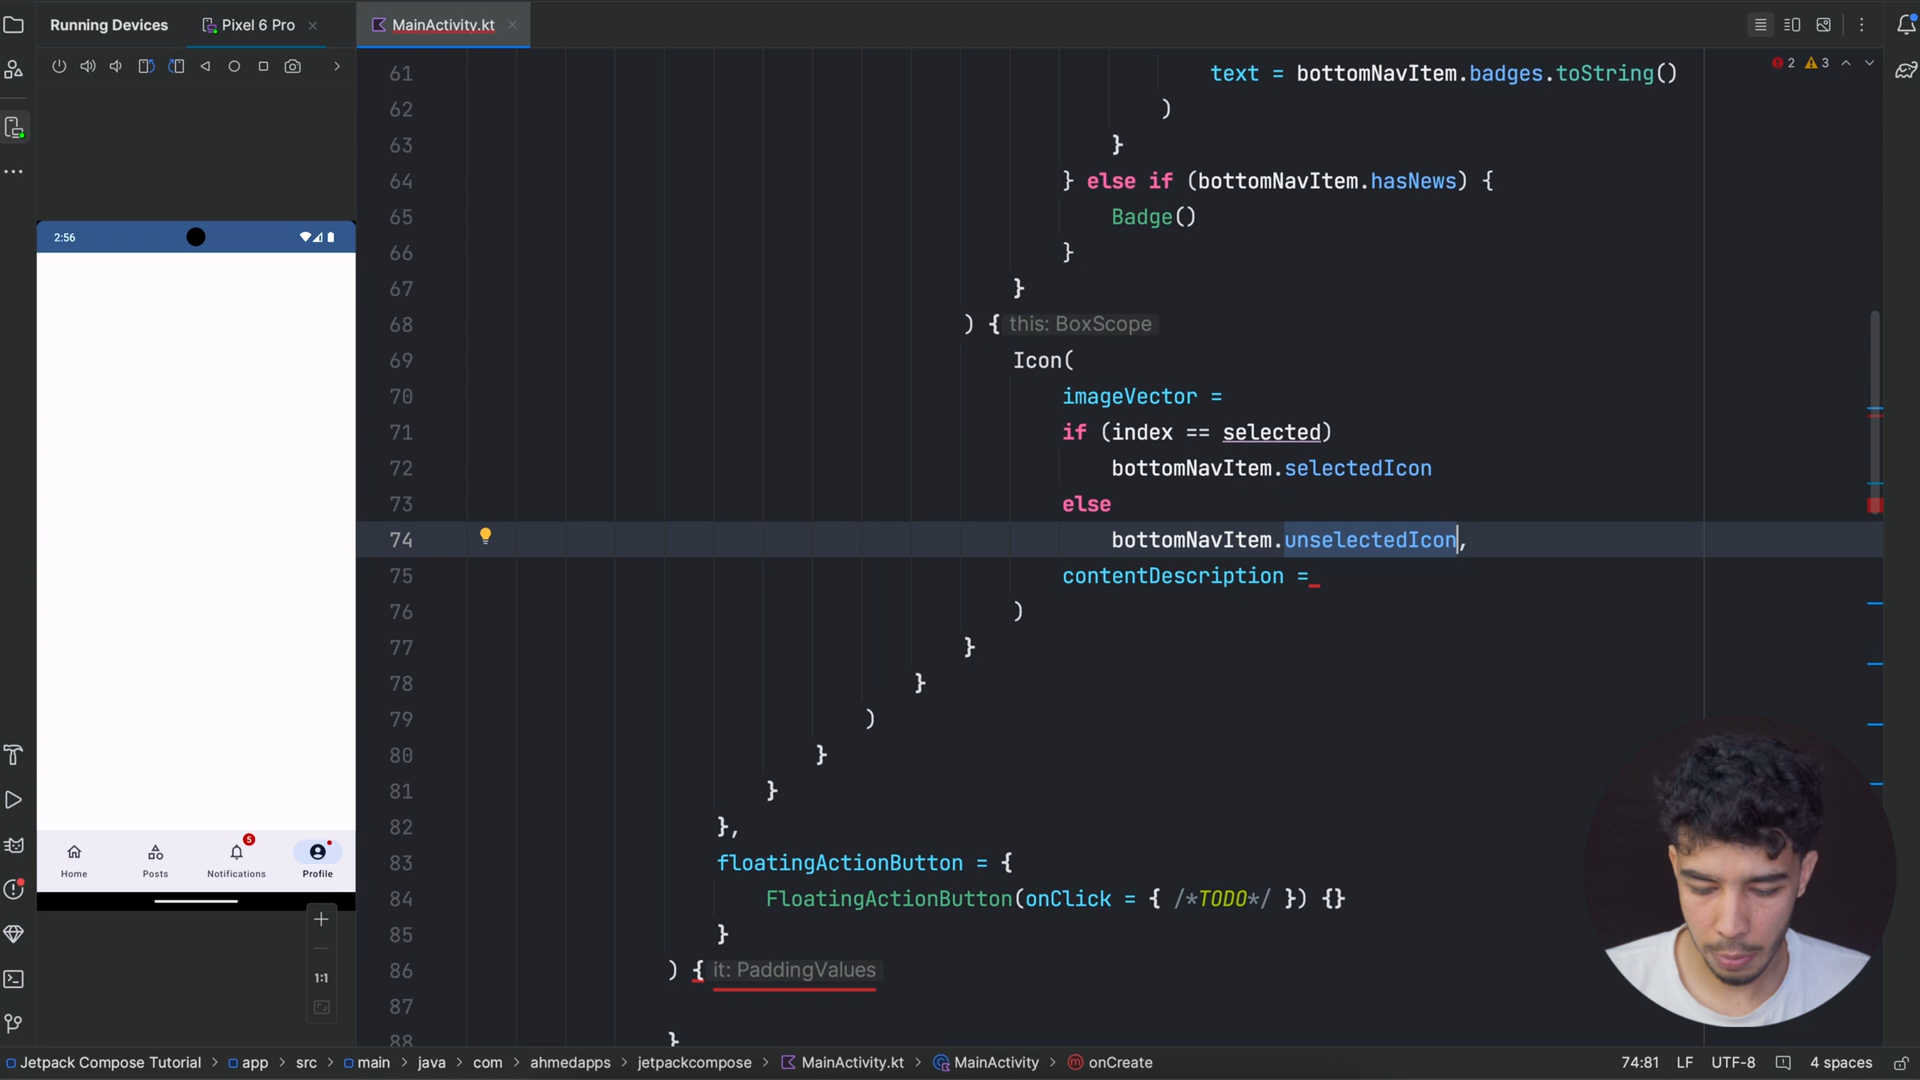 Running Devices
Pixel 6 Pro
MainActivity.kt
2
3
61 text = bottomNavItem.badges.toString()
62 )
63 }
64 } else if (bottomNavItem.hasNews) {
65 Badge()
66 }
67 }
68 ) { this: BoxScope
69 Icon(
70 imageVector =
71 if (index == selected)
72 bottomNavItem.selectedIcon
73 else
74 bottomNavItem.unselectedIcon,
75 contentDescription =
76 )
77 }
78 }
79 )
80 }
81 }
82 },
83 floatingActionButton = {
84 FloatingActionButton(onClick = { /*TODO*/ }) {}
85 }
86 ) { it: PaddingValues
87
88 }
2:56
5
Home
Posts
Notifications
Profile
1:1
Jetpack Compose Tutorial > app > src > main > java > com > ahmedapps > jetpackcompose > MainActivity.kt > MainActivity > onCreate
74:81 LF UTF-8 4 spaces